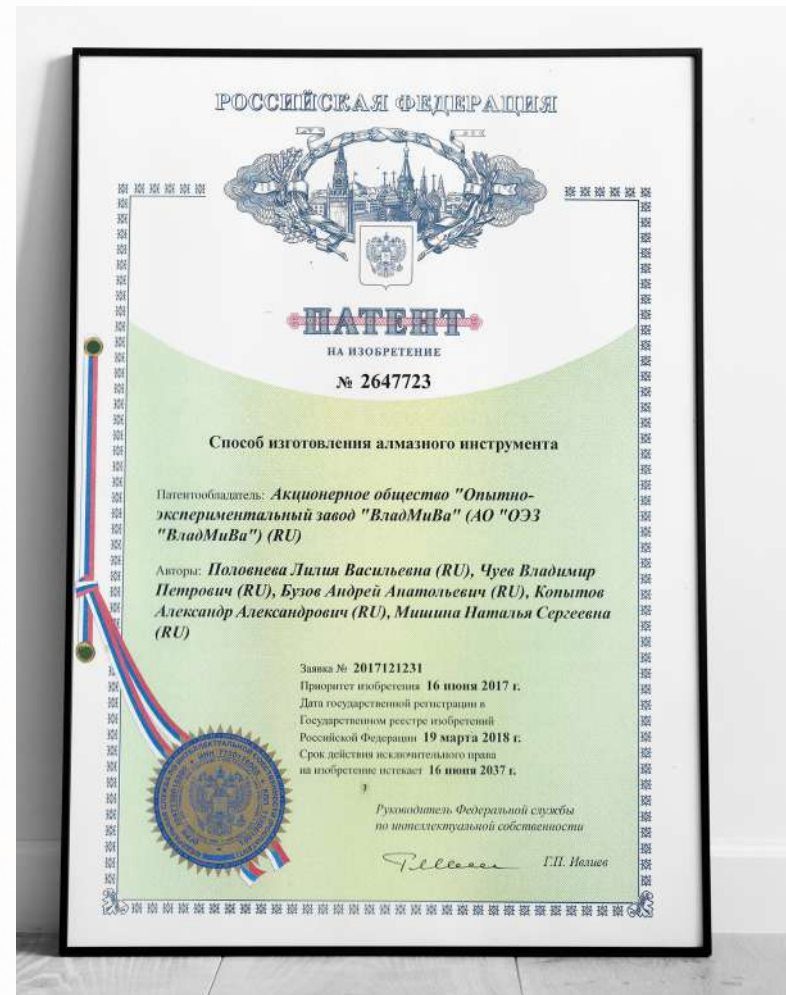 РОССИЙСКАЯ ФЕДЕРАЦИЯ
ПАТЕНТ
НА ИЗОБРЕТЕНИЕ
№ 2647723
Способ изготовления алмазного инструмента
Патентообладатель: Акционерное общество "Опытно-
экспериментальный завод "ВладМиВа" (АО "ОЭЗ
"ВладМиВа") (RU)
Авторы: Половнева Лилия Васильевна (RU), Чуев Владимир
Петрович (RU), Бузов Андрей Анатольевич (RU), Копытов
Александр Александрович (RU), Мишина Наталья Сергеевна
(RU)
Заявка № 2017121231
Приоритет изобретения 16 июня 2017 г.
Дата государственной регистрации в
Государственном реестре изобретений
Российской Федерации 19 марта 2018 г.
Срок действия исключительного права
на изобретение истекает 16 июня 2037 г.
Руководитель Федеральной службы
по интеллектуальной собственности
Г.П. Ивлиев